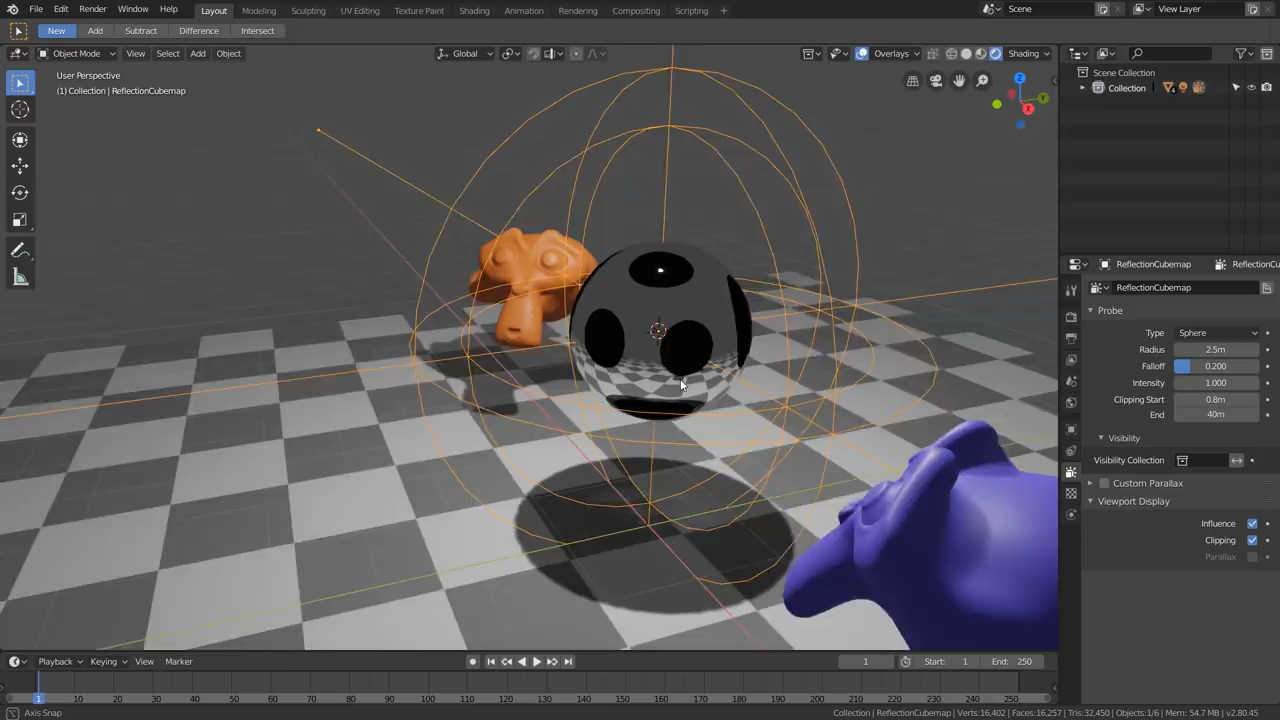 File Edit Render Window Help Layout Modeling Sculpting UV Editing Texture Paint Shading Animation Rendering Compositing Scripting + Scene View Layer
New Add Subtract Difference Intersect
Object Mode View Select Add Object Global Overlays Shading
User Perspective
(1) Collection | ReflectionCubemap
Z
Y
X
Scene Collection
Collection
ReflectionCubemap ReflectionCu
ReflectionCubemap
Probe
Type Sphere
Radius 2.5m
Falloff 0.200
Intensity 1.000
Clipping Start 0.8m
End 40m
Visibility
Visibility Collection
Custom Parallax
Viewport Display
Influence
Clipping
Parallax
Playback Keying View Marker 1 Start: 1 End: 250
1 10 20 30 40 50 60 70 80 90 100 110 120 130 140 150 160 170 180 190 200 210 220 230 240 250
Axis Snap Collection | ReflectionCubemap | Verts:16,402 | Faces:16,257 | Tris:32,450 | Objects:1/6 | Mem: 54.7 MB | v2.80.45